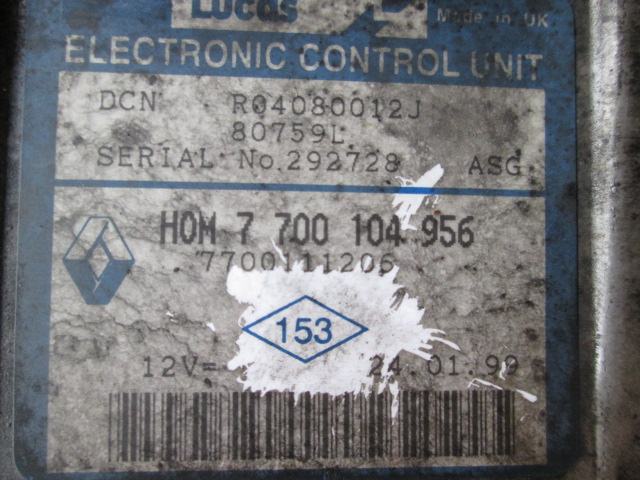 LUCAS
Made in UK
ELECTRONIC CONTROL UNIT
DCN R04080012J
80759L
SERIAL No.292728 ASG
HOM 7 700 104 956
7700111206
153
12V= 24.01.99